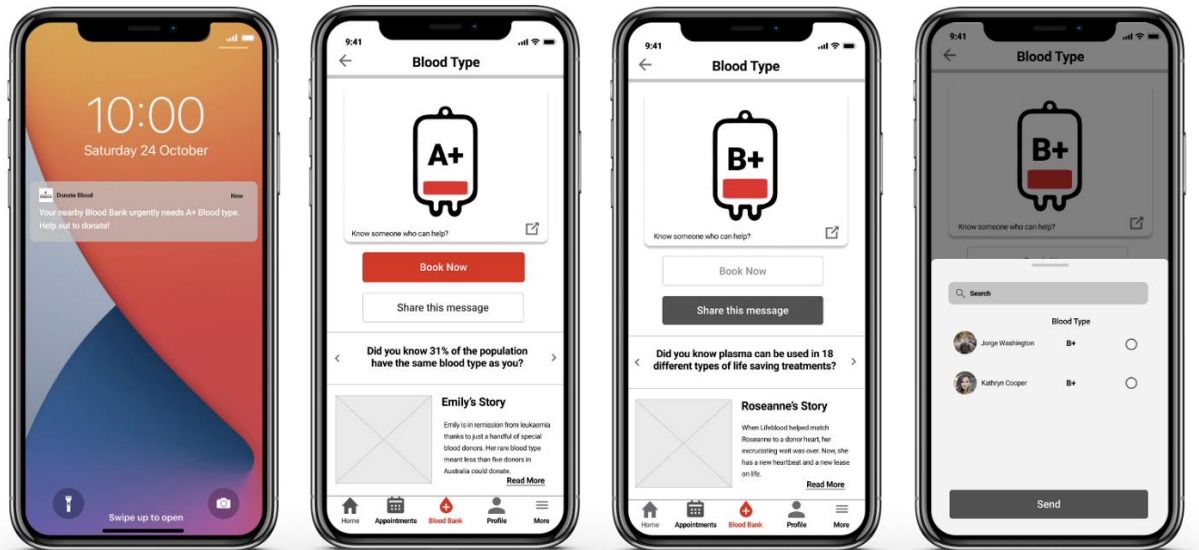 10:00
Saturday 24 October
Donate Blood
Now
Your nearby Blood Bank urgently needs A+ Blood type.
Help out to donate!
Swipe up to open
9:41
Blood Type
A+
Know someone who can help?
Book Now
Share this message
Did you know 31% of the population
have the same blood type as you?
Emily's Story
Emily is in remission from leukaemia
thanks to just a handful of special
blood donors. Her rare blood type
meant less than five donors in
Australia could donate.
Read More
Home
Appointments
Blood Bank
Profile
More
9:41
Blood Type
B+
Know someone who can help?
Book Now
Share this message
Did you know plasma can be used in 18
different types of life saving treatments?
Roseanne's Story
When Lifeblood helped match
Roseanne to a donor heart, her
excruciating wait was over. Now, she
has a new heartbeat and a new lease
on life.
Read More
Home
Appointments
Blood Bank
Profile
More
9:41
Blood Type
B+
Know someone who can help?
Search
Blood Type
Jorge Washington B+
Kathryn Cooper B+
Send